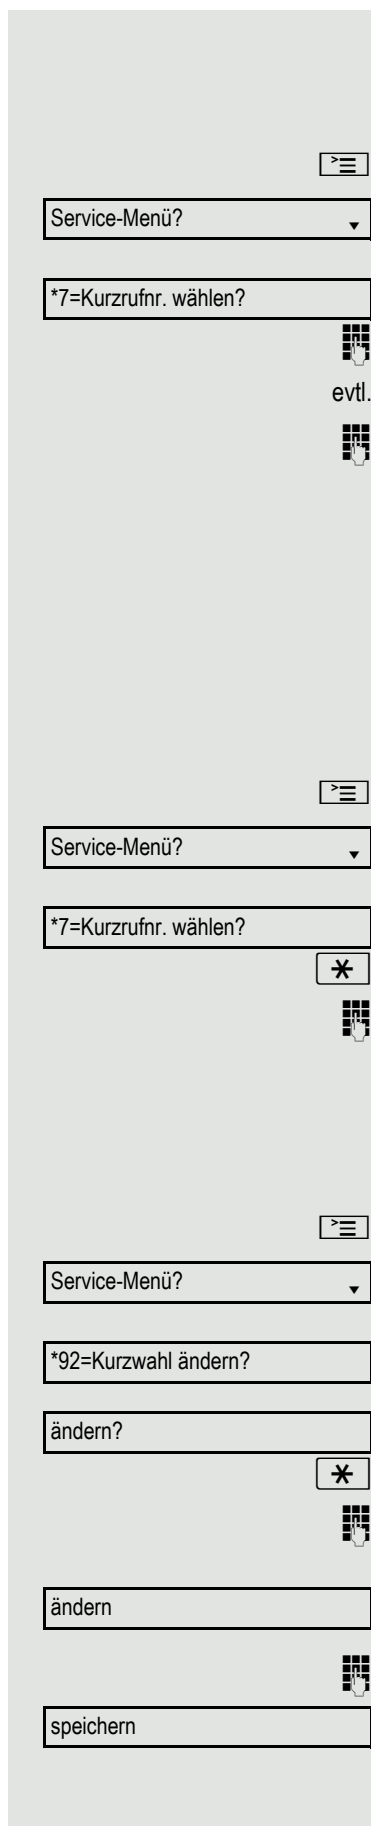 Service-Menü?
*7=Kurzrufnr. wählen?
evtl.
Service-Menü?
*7=Kurzrufnr. wählen?
*
Service-Menü?
*92=Kurzwahl ändern?
ändern?
*
ändern
speichern